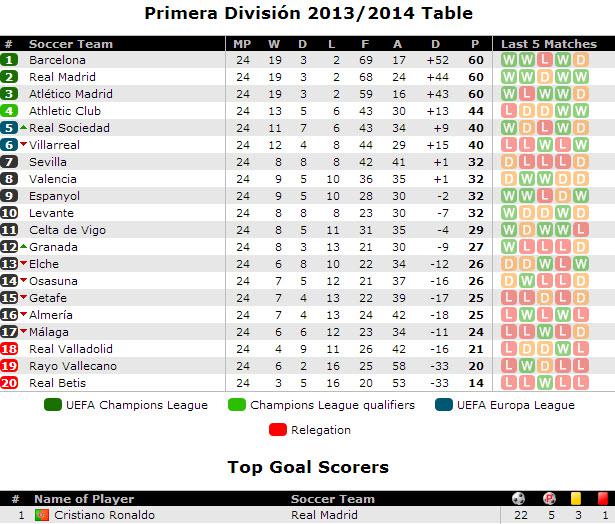 Primera División 2013/2014 Table
# Soccer Team MP W D L F A D P Last 5 Matches
1 Barcelona 24 19 3 2 69 17 +52 60 W W L W D
2 Real Madrid 24 19 3 2 68 24 +44 60 W W D W W
3 Atlético Madrid 24 19 3 2 59 16 +43 60 W L W W D
4 Athletic Club 24 13 5 6 43 30 +13 44 L D D W W
5 Real Sociedad 24 11 7 6 43 34 +9 40 W D L W D
6 Villarreal 24 12 4 8 44 29 +15 40 L L W L W
7 Sevilla 24 8 8 8 42 41 +1 32 D L L L D
8 Valencia 24 9 5 10 36 35 +1 32 D W W D D
9 Espanyol 24 9 5 10 28 30 -2 32 W W L D W
10 Levante 24 8 8 8 23 30 -7 32 W D D W D
11 Celta de Vigo 24 8 5 11 31 35 -4 29 W D W W L
12 Granada 24 8 3 13 21 30 -9 27 W L L L D
13 Elche 24 6 8 10 22 34 -12 26 D D W L W
14 Osasuna 24 7 5 12 21 37 -16 26 D W L L D
15 Getafe 24 7 4 13 22 39 -17 25 L L D L D
16 Almería 24 7 4 13 24 42 -18 25 L W L W L
17 Málaga 24 6 6 12 23 34 -11 24 L L W L D
18 Real Valladolid 24 4 9 11 26 42 -16 21 L W D D L
19 Rayo Vallecano 24 6 2 16 25 58 -33 20 L W D L L
20 Real Betis 24 3 5 16 20 53 -33 14 L D W L L
UEFA Champions League Champions League qualifiers UEFA Europa League
Relegation
Top Goal Scorers
# Name of Player Soccer Team P
1 Cristiano Ronaldo Real Madrid 22 5 3 1